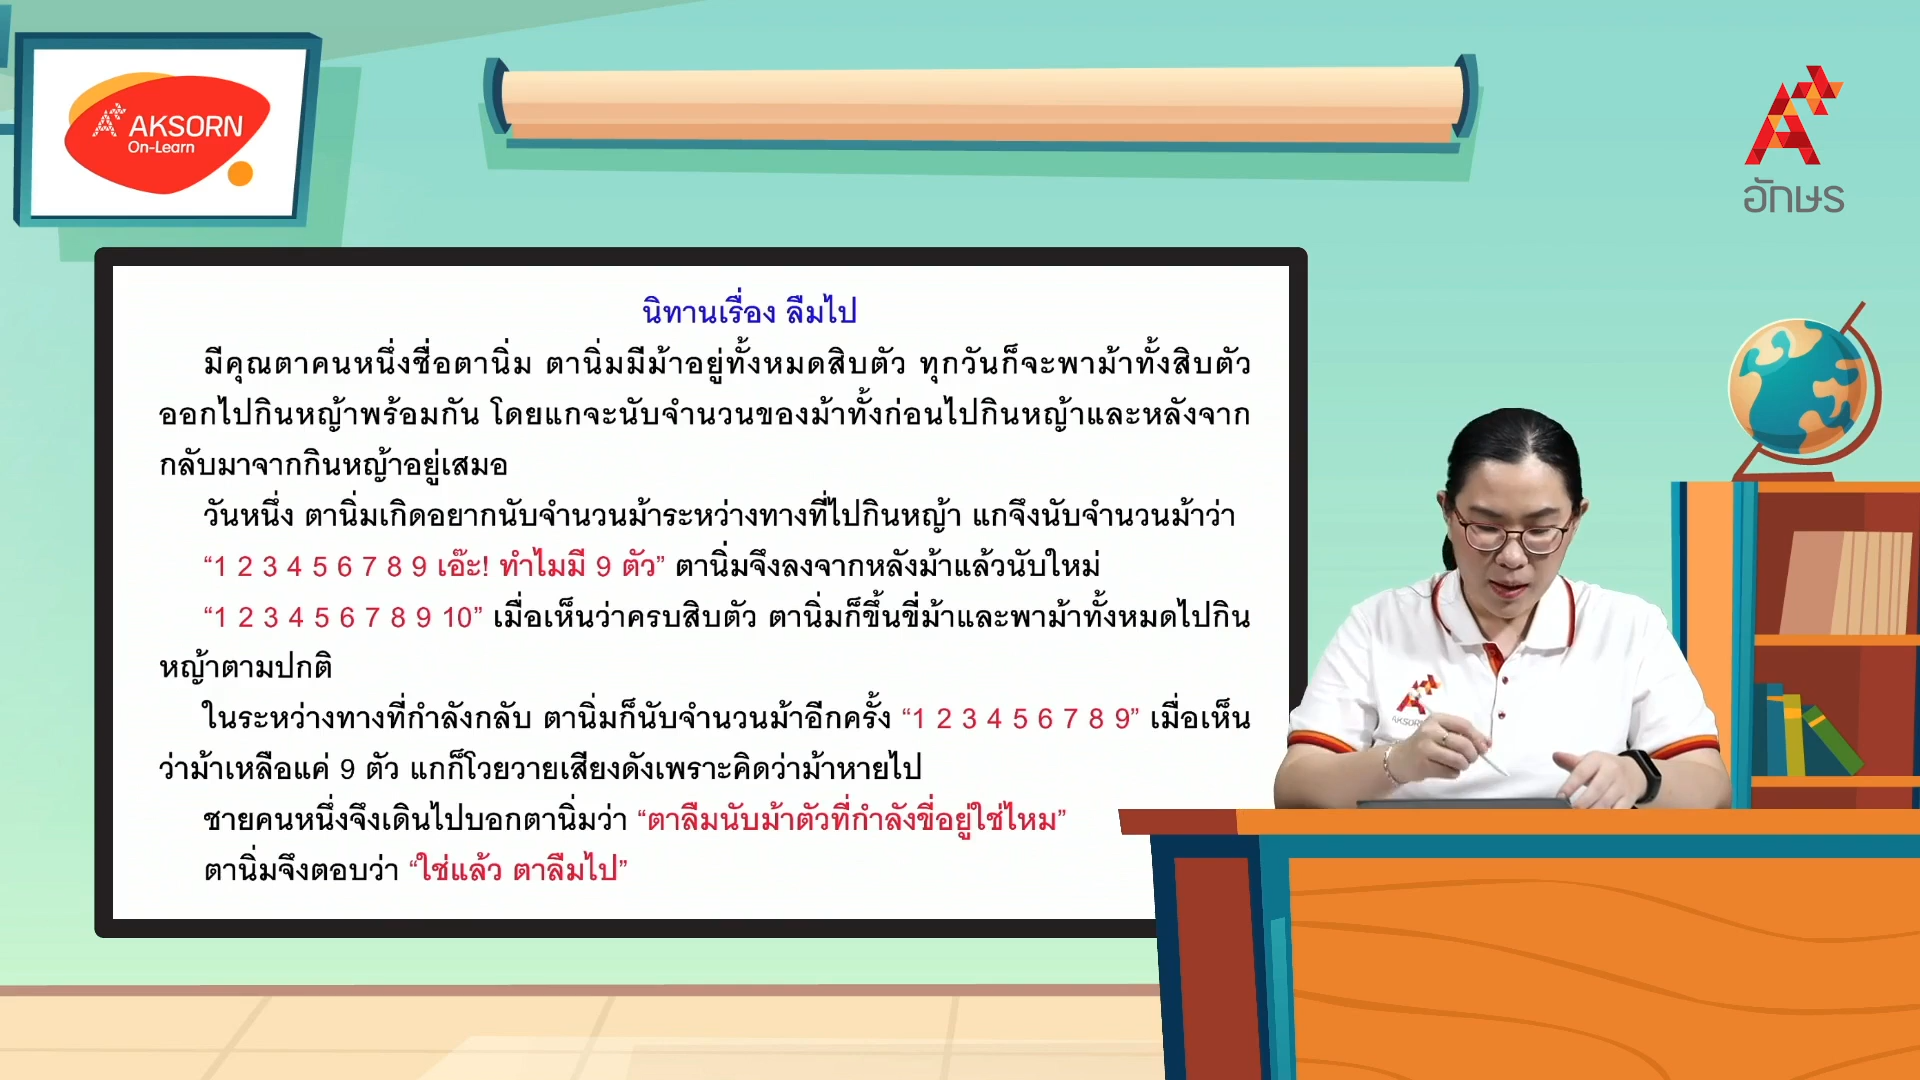 AKSORN
On-Learn
อักษร
นิทานเรื่อง ลืมไป
มีคุณตาคนหนึ่งชื่อตานิ่ม ตานิ่มมีม้าอยู่ทั้งหมดสิบตัว ทุกวันก็จะพาม้าทั้งสิบตัว
ออกไปกินหญ้าพร้อมกัน โดยแกจะนับจำนวนของม้าทั้งก่อนไปกินหญ้าและหลังจาก
กลับมาจากกินหญ้าอยู่เสมอ
วันหนึ่ง ตานิ่มเกิดอยากนับจำนวนม้าระหว่างทางที่ไปกินหญ้า แกจึงนับจำนวนม้าว่า
“1 2 3 4 5 6 7 8 9 เอ๊ะ! ทำไมมี 9 ตัว” ตานิ่มจึงลงจากหลังม้าแล้วนับใหม่
“1 2 3 4 5 6 7 8 9 10” เมื่อเห็นว่าครบสิบตัว ตานิ่มก็ขึ้นขี่ม้าและพาม้าทั้งหมดไปกิน
หญ้าตามปกติ
ในระหว่างทางที่กำลังกลับ ตานิ่มก็นับจำนวนม้าอีกครั้ง “1 2 3 4 5 6 7 8 9” เมื่อเห็น
ว่าม้าเหลือแค่ 9 ตัว แกก็โวยวายเสียงดังเพราะคิดว่าม้าหายไป
ชายคนหนึ่งจึงเดินไปบอกตานิ่มว่า “ตาลืมนับม้าตัวที่กำลังขี่อยู่ใช่ไหม”
ตานิ่มจึงตอบว่า “ใช่แล้ว ตาลืมไป”
AKSORN